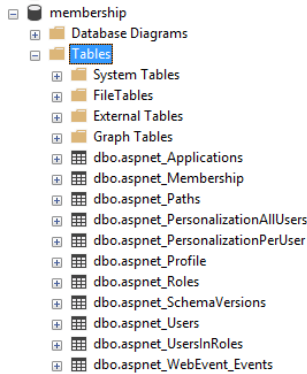 membership
Database Diagrams
Tables
System Tables
FileTables
External Tables
Graph Tables
dbo.aspnet_Applications
dbo.aspnet_Membership
dbo.aspnet_Paths
dbo.aspnet_PersonalizationAllUsers
dbo.aspnet_PersonalizationPerUser
dbo.aspnet_Profile
dbo.aspnet_Roles
dbo.aspnet_SchemaVersions
dbo.aspnet_Users
dbo.aspnet_UsersInRoles
dbo.aspnet_WebEvent_Events